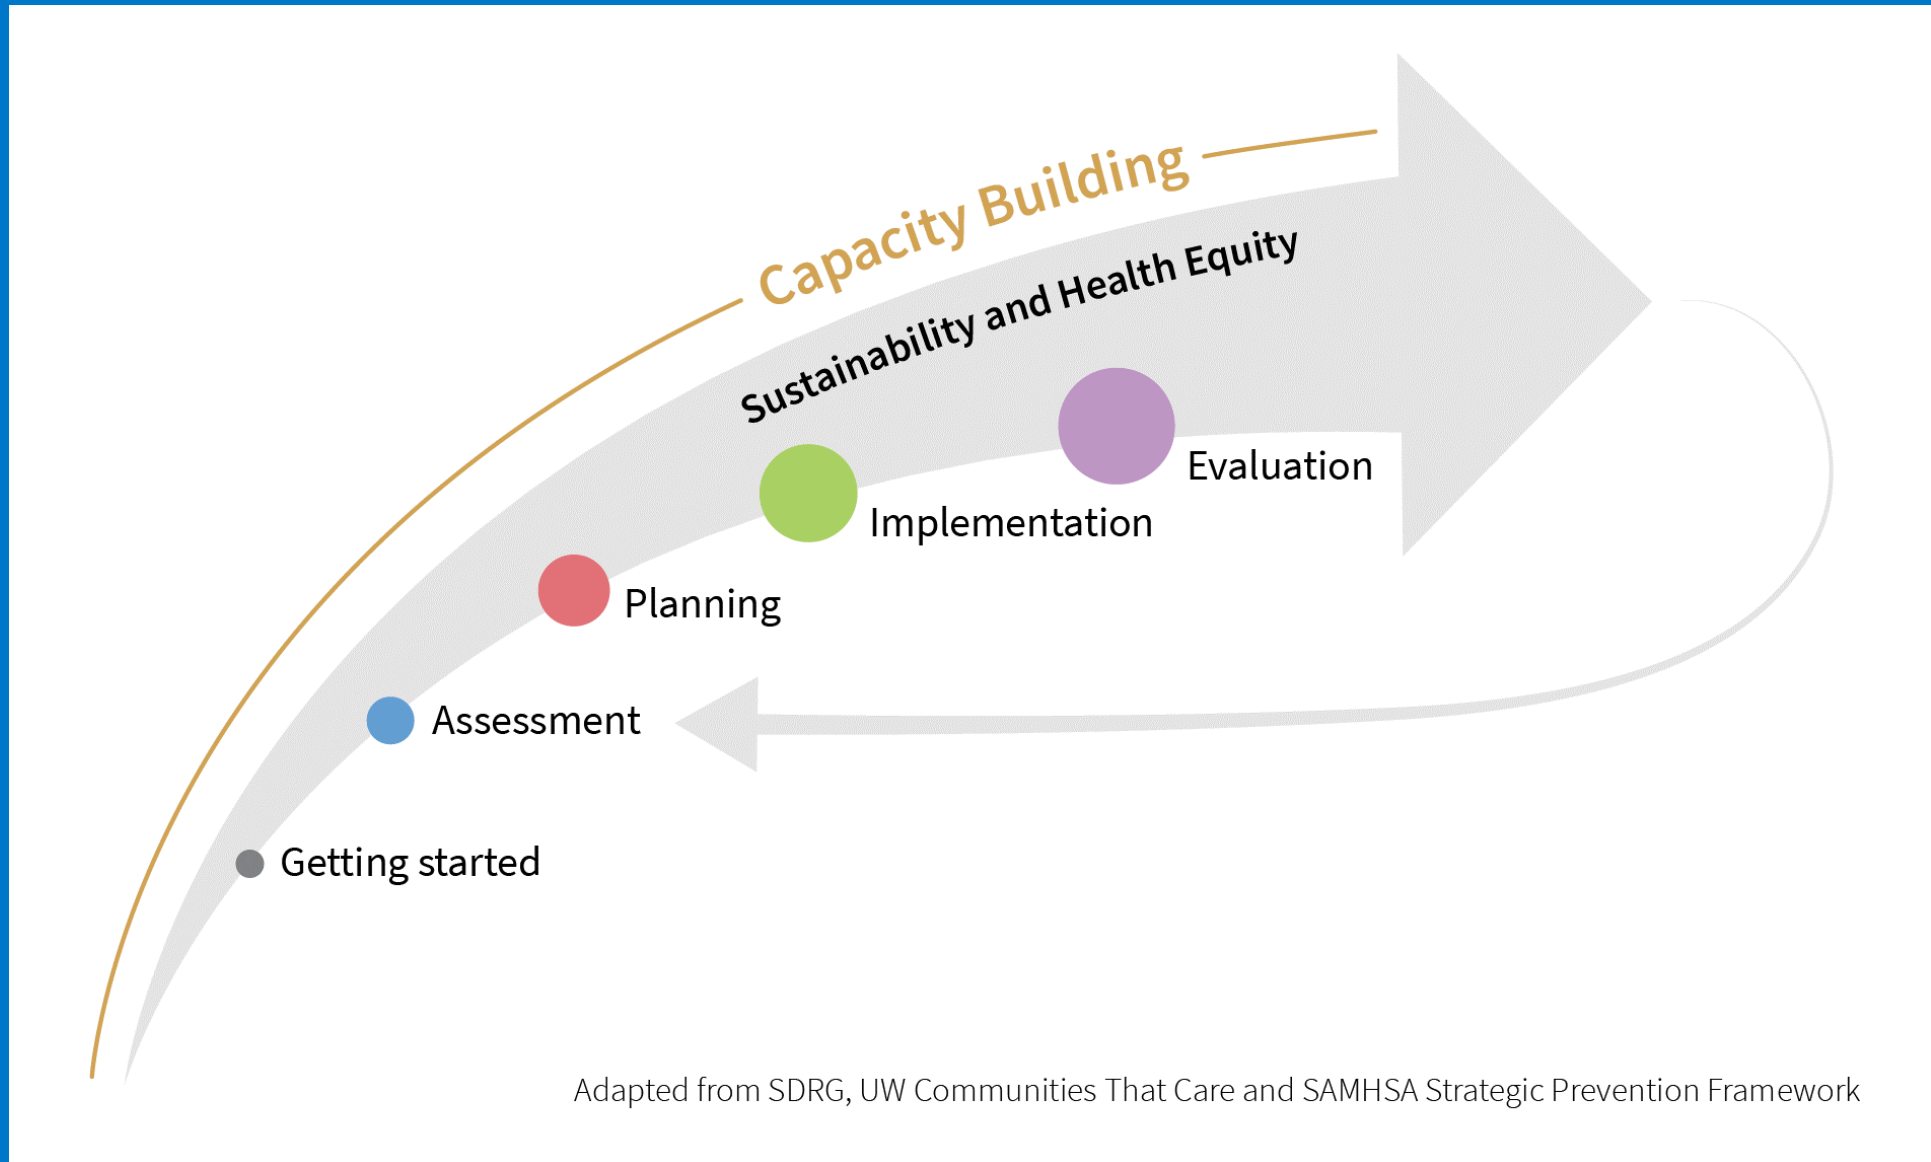 Capacity Building
Sustainability and Health Equity
Evaluation
Implementation
Planning
Assessment
Getting started
Adapted from SDRG, UW Communities That Care and SAMHSA Strategic Prevention Framework